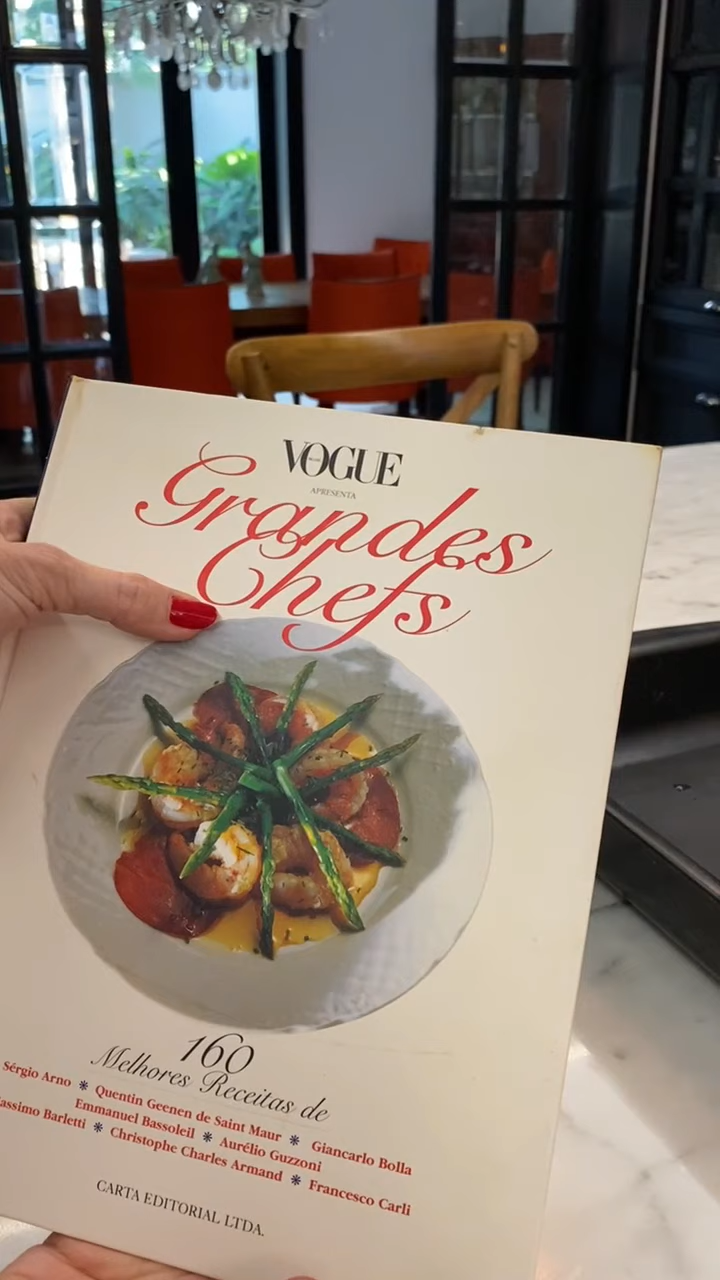 VOGUE
APRESENTA
Grandes
Chefs
160
Melhores Receitas de
Sérgio Arno ❋ Quentin Geenen de Saint Maur ❋ Giancarlo Bolla
Emmanuel Bassoleil ❋ Aurélio Guzzoni
assimo Barletti ❋ Christophe Charles Armand ❋ Francesco Carli
CARTA EDITORIAL LTDA.